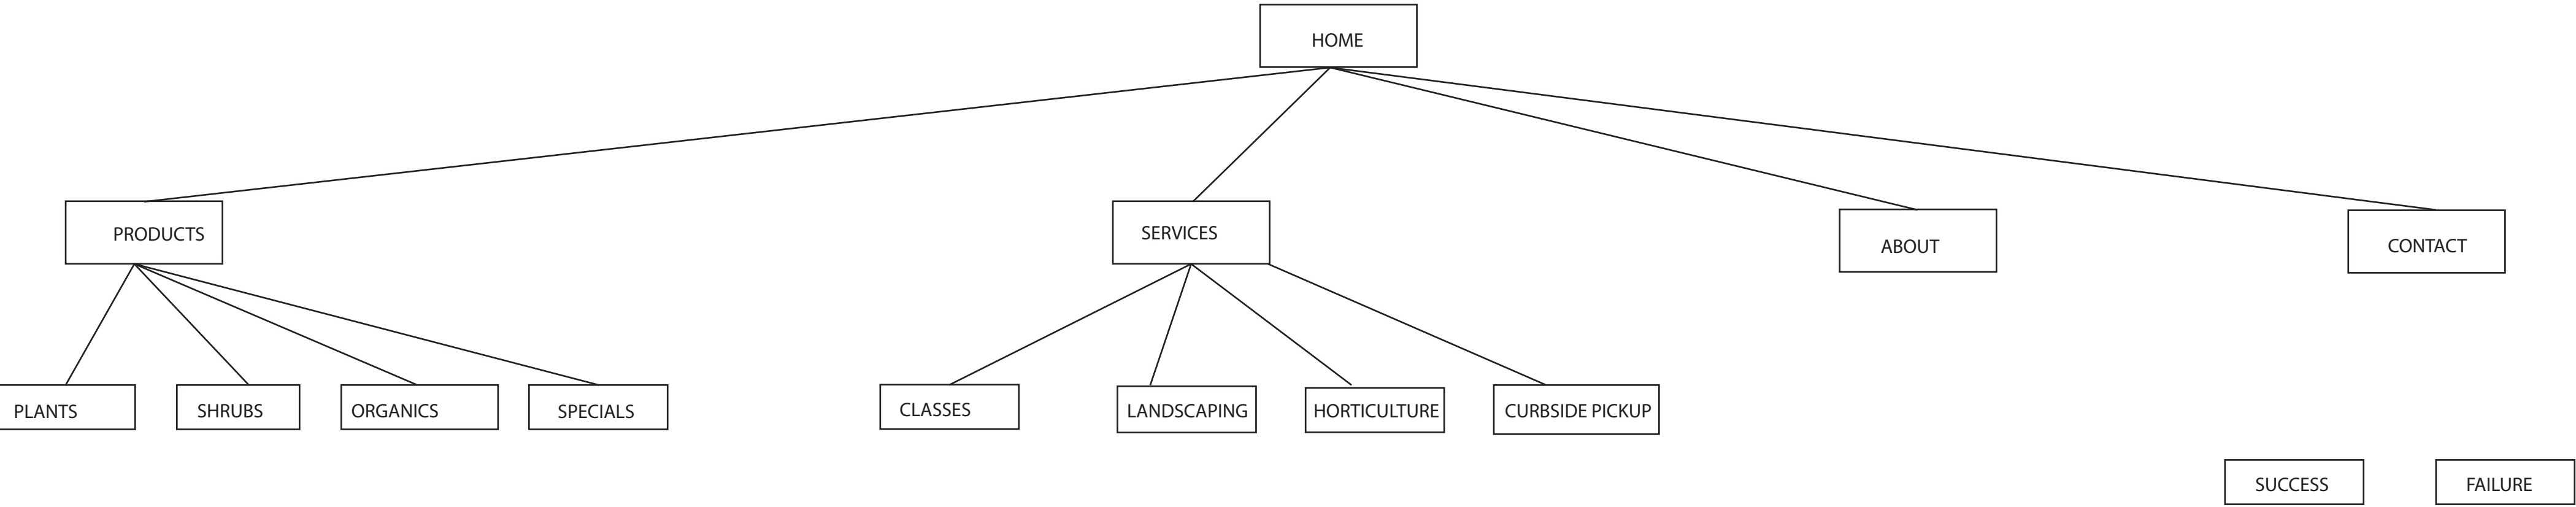 HOME
PRODUCTS
SERVICES
ABOUT
CONTACT
PLANTS
SHRUBS
ORGANICS
SPECIALS
CLASSES
LANDSCAPING
HORTICULTURE
CURBSIDE PICKUP
SUCCESS
FAILURE